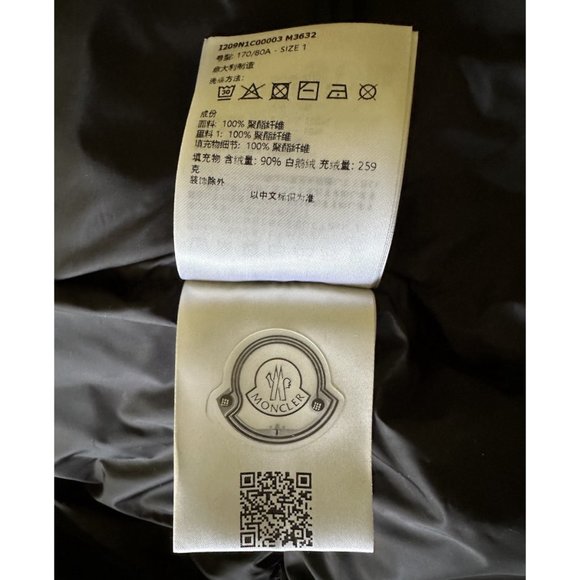 I209N1C00003 M3632
号型: 170/80A - SIZE 1
意大利制造
洗涤方法:
30
成份
面料: 100% 聚酯纤维
里料 1: 100% 聚酯纤维
填充物细节: 100% 聚酯纤维
填充物 含绒量: 90% 白鹅绒 充绒量: 259
克
装饰除外
以中文标识为准
MONCLER